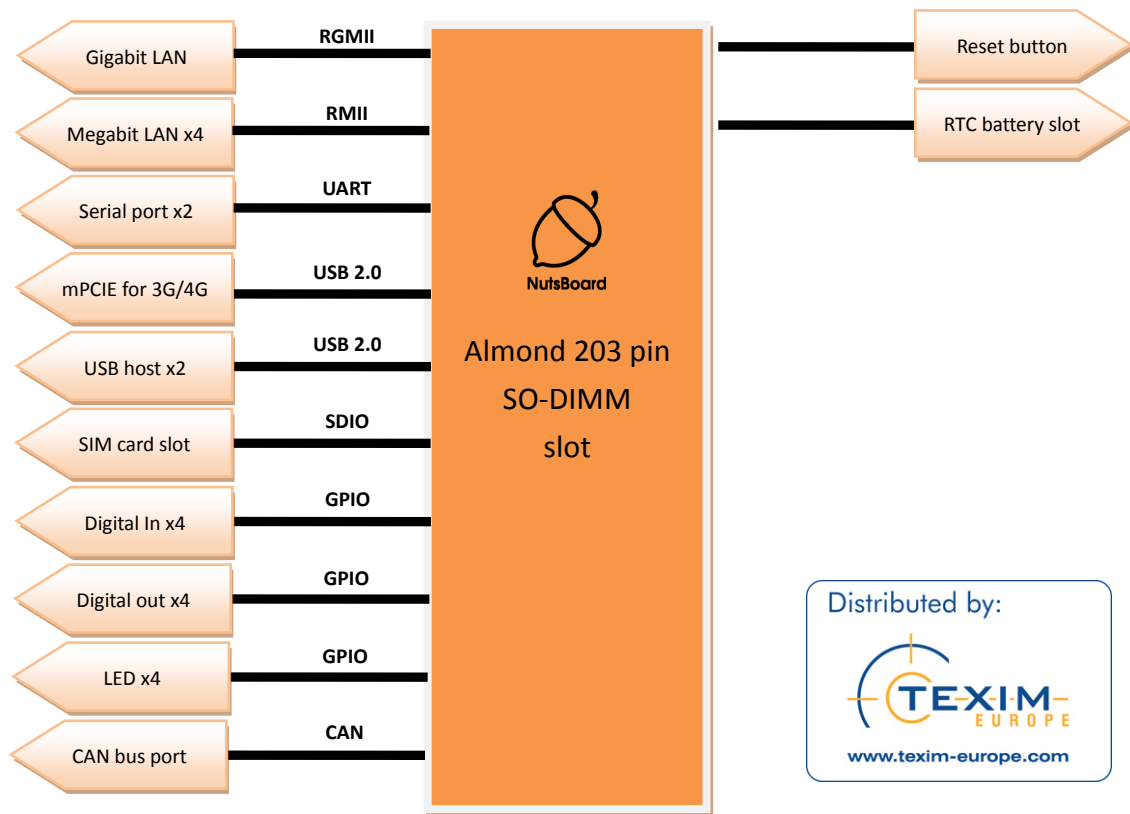 RGMII
Gigabit LAN
RMII
Megabit LAN x4
UART
Serial port x2
USB 2.0
mPCIE for 3G/4G
USB 2.0
USB host x2
SDIO
SIM card slot
GPIO
Digital In x4
GPIO
Digital out x4
GPIO
LED x4
CAN
CAN bus port
NutsBoard
Almond 203 pin
SO-DIMM
slot
Reset button
RTC battery slot
Distributed by:
TEXIM
EUROPE
www.texim-europe.com